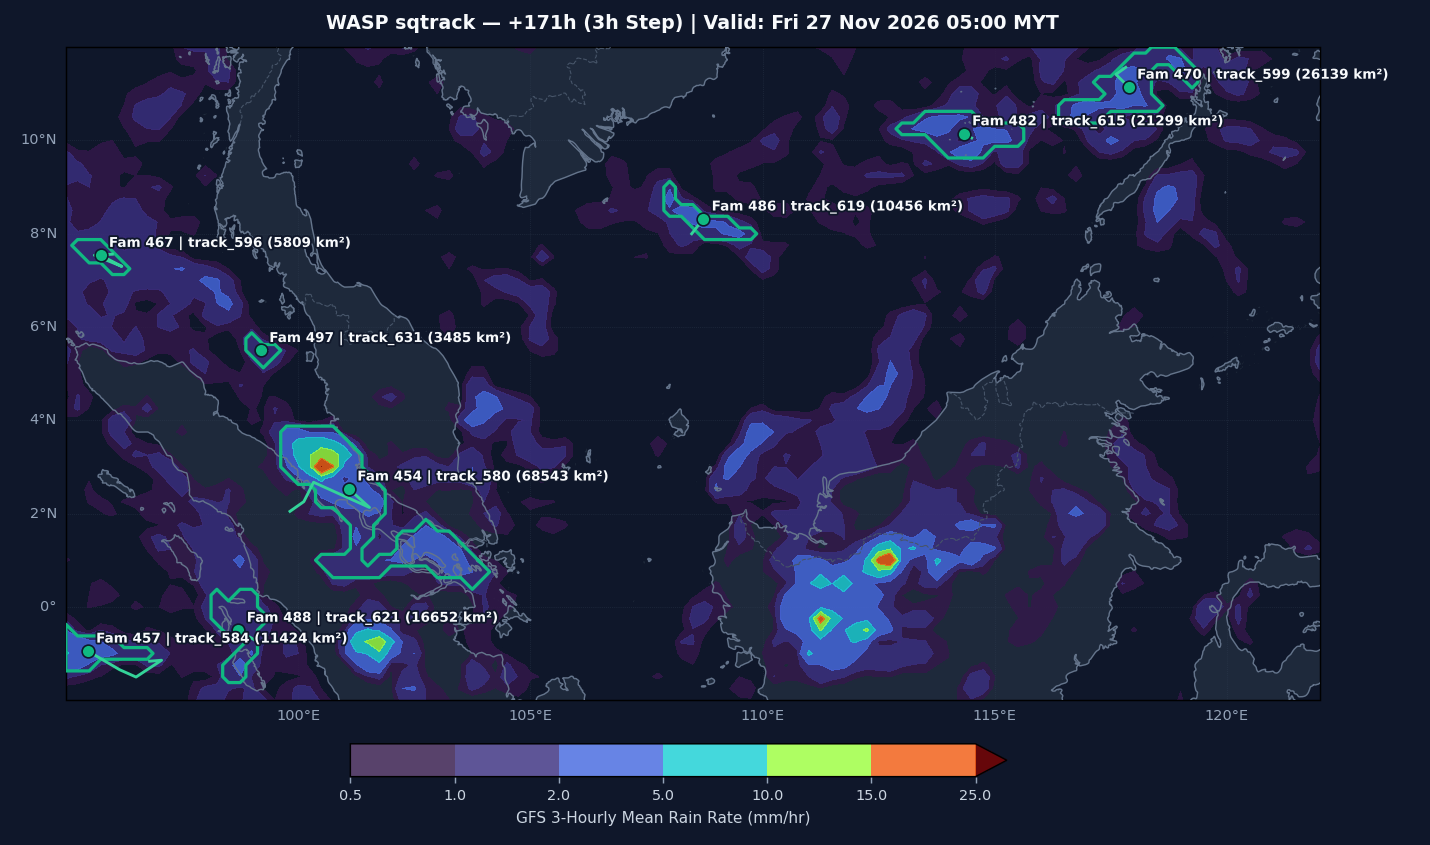 WASP sqtrack — +171h (3h Step) | Valid: Fri 27 Nov 2026 05:00 MYT
Fam 470 | track_599 (26139 km²)
Fam 482 | track_615 (21299 km²)
10°N
Fam 486 | track_619 (10456 km²)
8°N
Fam 467 | track_596 (5809 km²)
6°N
Fam 497 | track_631 (3485 km²)
4°N
Fam 454 | track_580 (68543 km²)
2°N
0°
Fam 488 | track_621 (16652 km²)
Fam 457 | track_584 (11424 km²)
100°E 105°E 110°E 115°E 120°E
0.5 1.0 2.0 5.0 10.0 15.0 25.0
GFS 3-Hourly Mean Rain Rate (mm/hr)